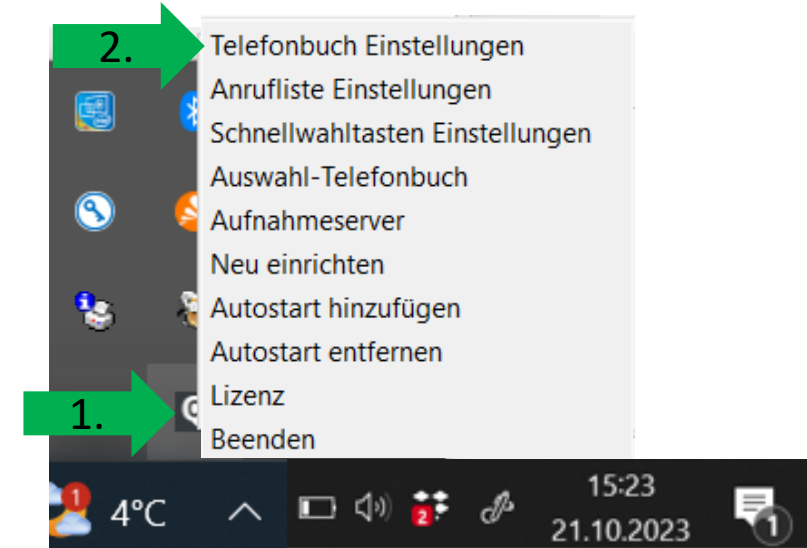 2.
Telefonbuch Einstellungen
Anrufliste Einstellungen
Schnellwahltasten Einstellungen
Auswahl-Telefonbuch
Aufnahmeserver
Neu einrichten
Autostart hinzufügen
Autostart entfernen
1.
Lizenz
Beenden
1
4°C
2
15:23
21.10.2023
1